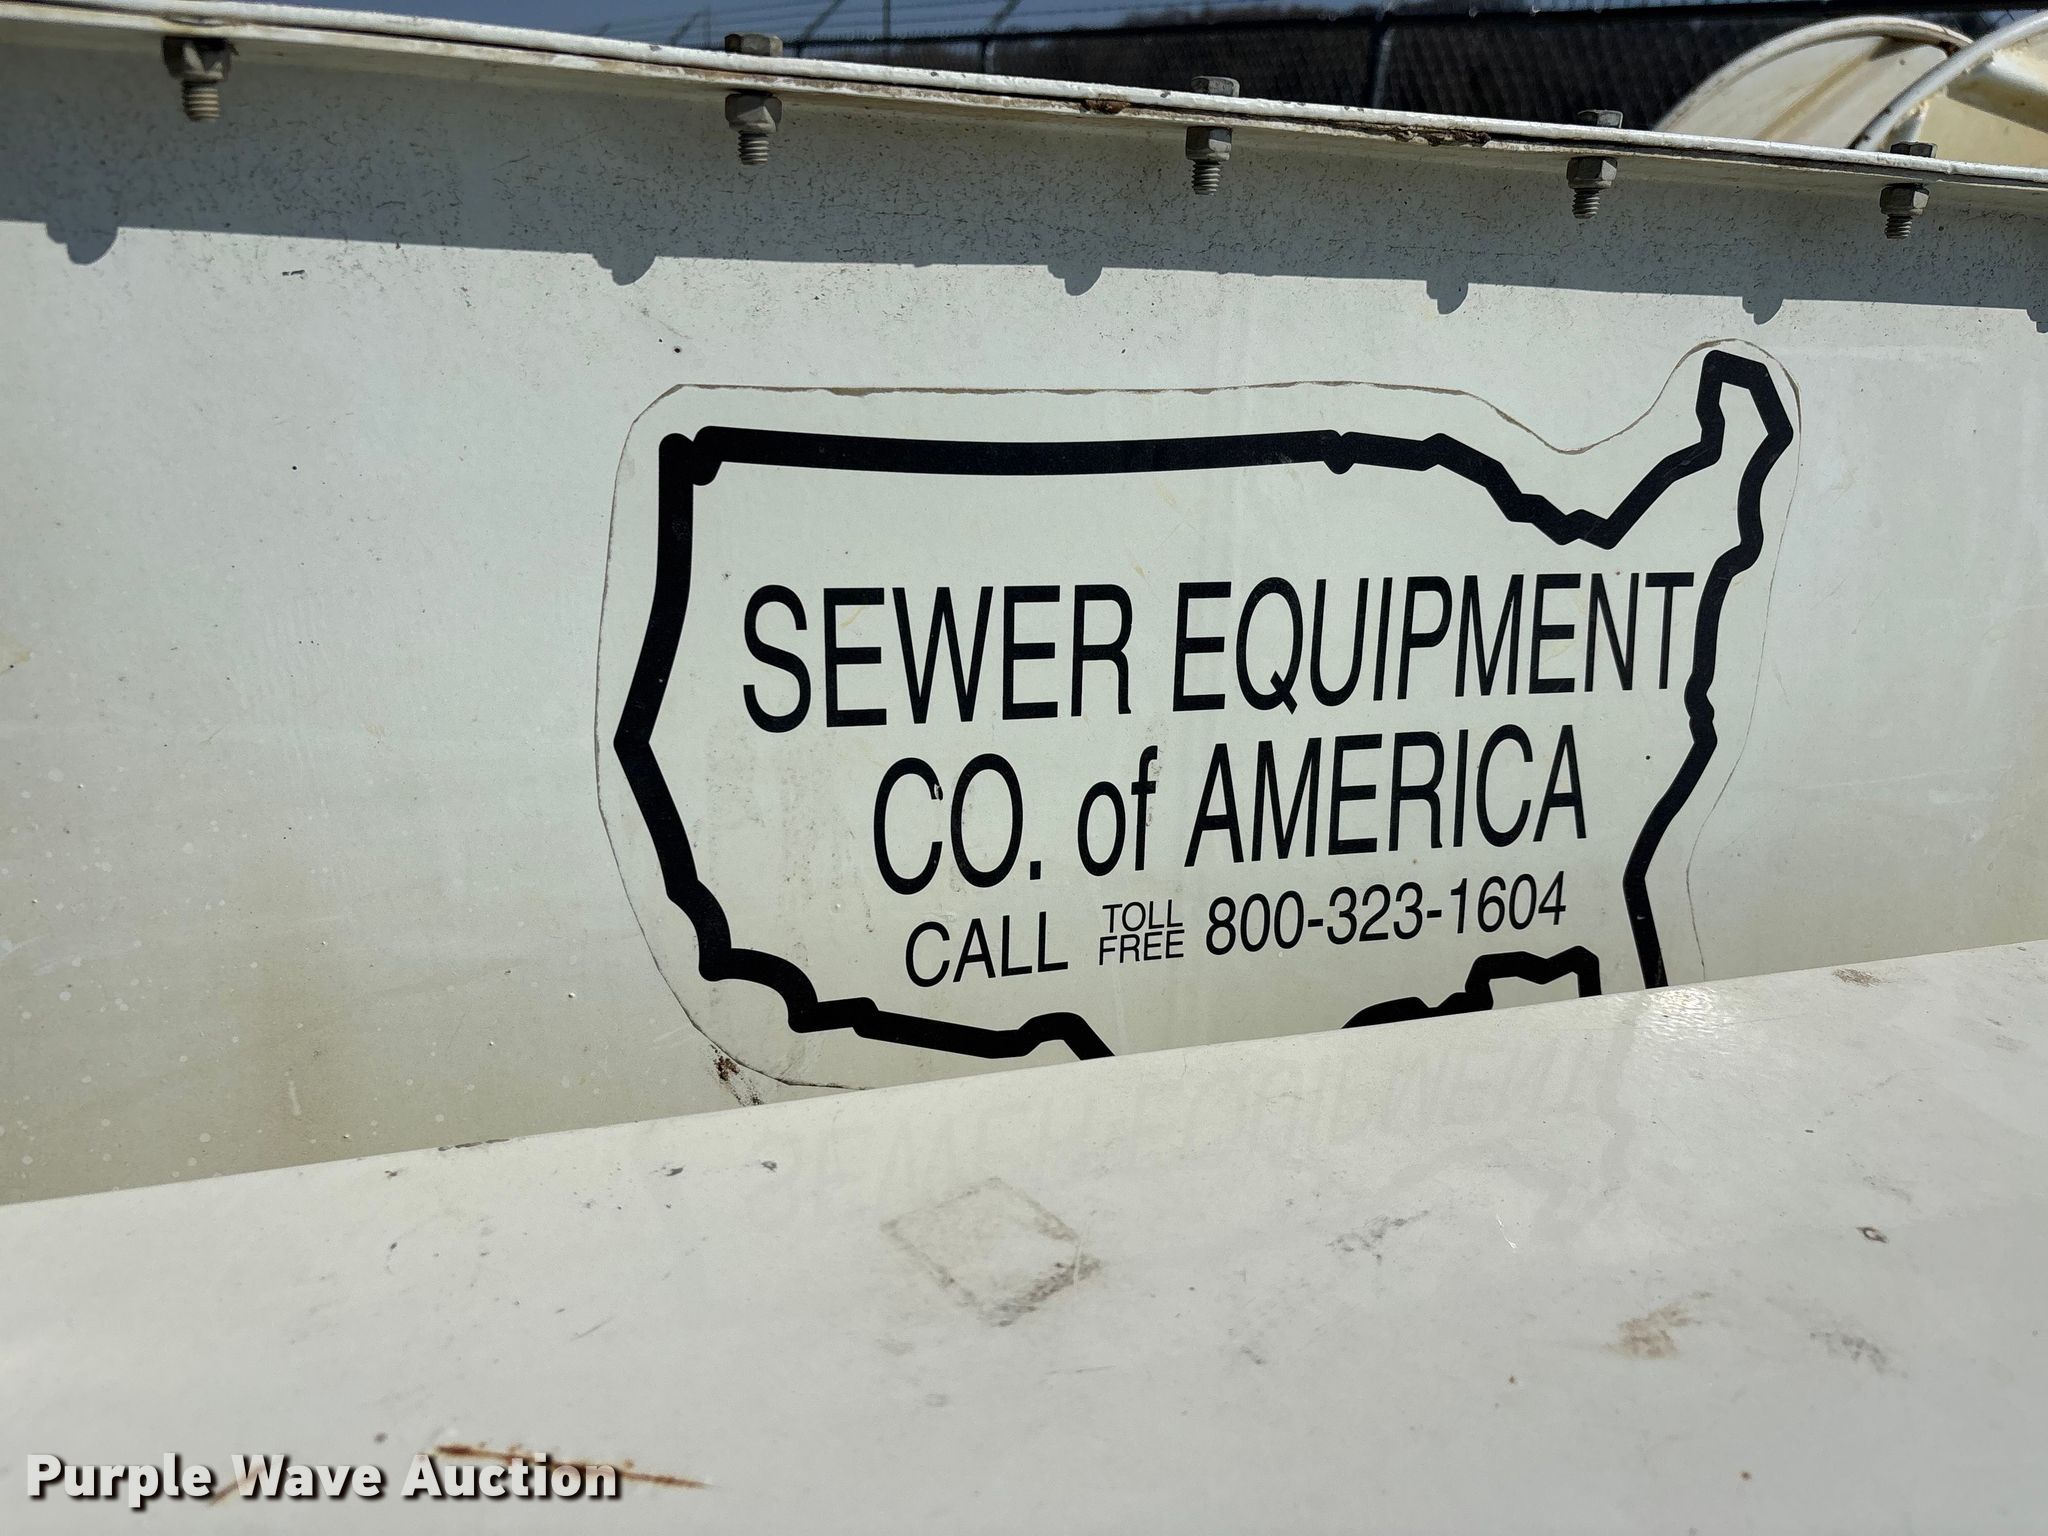 SEWER EQUIPMENT
CO. of AMERICA
CALL TOLL FREE 800-323-1604
Purple Wave Auction